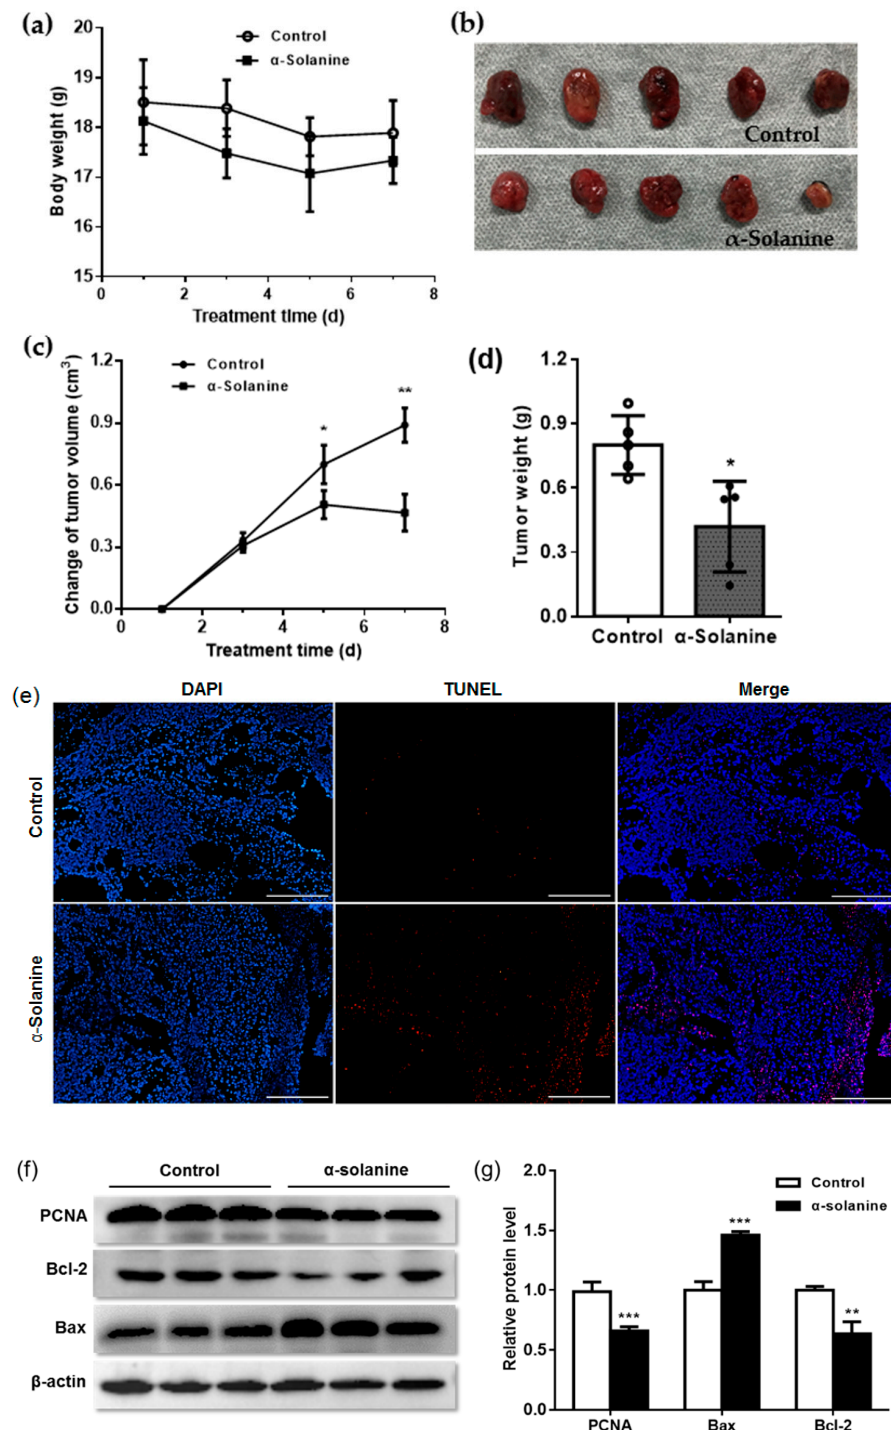 (a)
Control
α-Solanine
Body weight (g)
20
19
18
17
16
15
0 2 4 6 8
Treatment time (d)
(b)
Control
α-Solanine
(c)
Control
α-Solanine
Change of tumor volume (cm³)
1.2
0.9
0.6
0.3
0.0
* **
0 2 4 6 8
Treatment time (d)
(d)
Tumor weight (g)
1.2
0.9
0.6
0.3
0.0
*
Control α-Solanine
(e)
DAPI TUNEL Merge
Control
α-Solanine
(f)
Control α-solanine
PCNA
Bcl-2
Bax
β-actin
(g)
Relative protein level
2.0
1.5
1.0
0.5
0.0
Control
α-solanine
*** *** **
PCNA Bax Bcl-2